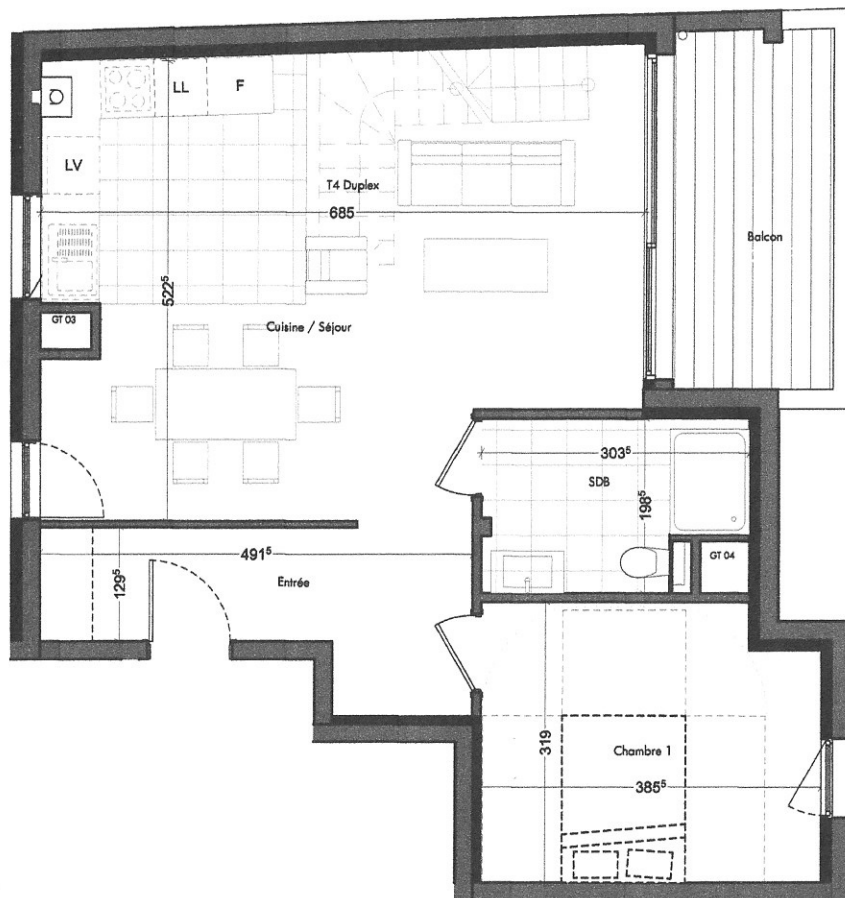 LL
F
LV
T4 Duplex
685
Balcon
522⁵
GT 03
Cuisine / Séjour
303⁵
SDB
198⁵
491⁵
129⁵
Entrée
GT 04
319
Chambre 1
385⁵